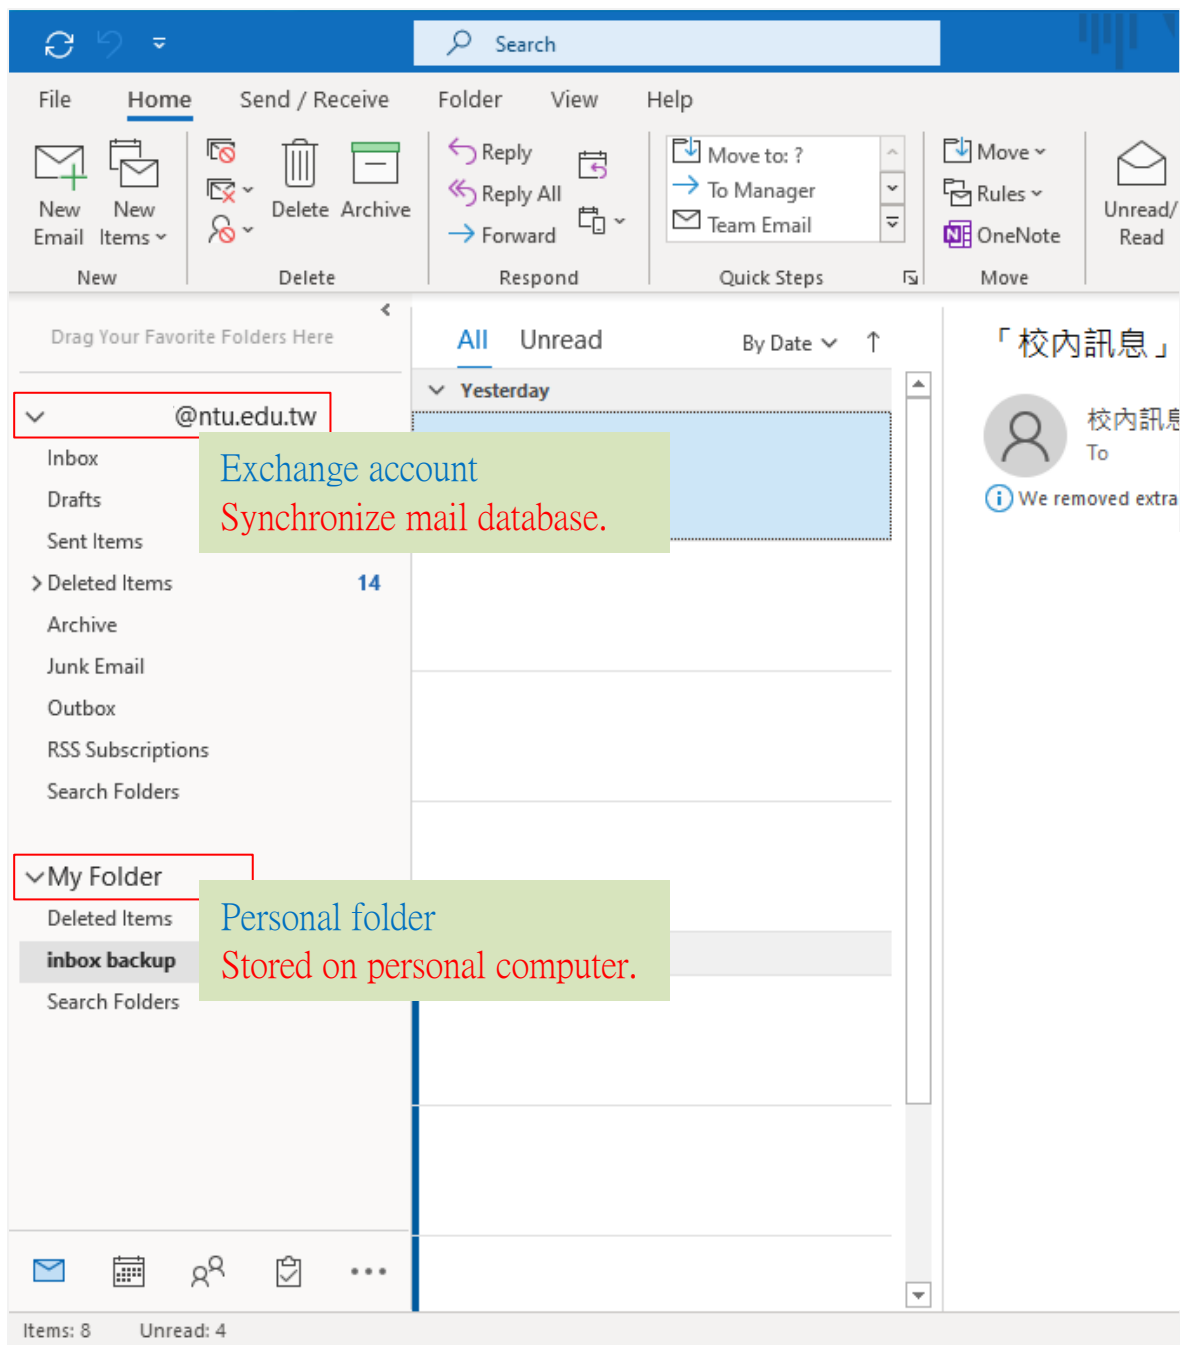 Search
File Home Send / Receive Folder View Help
New Email
New Items
Delete
Archive
Reply
Reply All
Forward
Move to: ?
To Manager
Team Email
Move
Rules
OneNote
Unread/
Read
New Delete Respond Quick Steps Move
Drag Your Favorite Folders Here
@ntu.edu.tw
Inbox
Drafts
Sent Items
Deleted Items 14
Archive
Junk Email
Outbox
RSS Subscriptions
Search Folders
My Folder
Deleted Items
inbox backup
Search Folders
Exchange account
Synchronize mail database.
Personal folder
Stored on personal computer.
All Unread By Date
Yesterday
「校內訊息」
校內訊息
To
We removed extra
Items: 8 Unread: 4